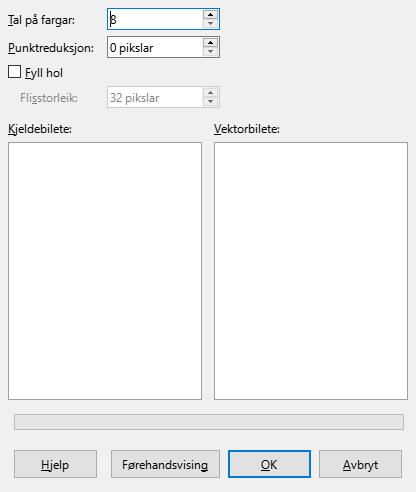 Tal på fargar: 8
Punktreduksjon: 0 pikslar
Fyll hol
Flisstorleik: 32 pikslar
Kjeldebilete: Vektorbilete:
Hjelp Førehandsvising OK Avbryt